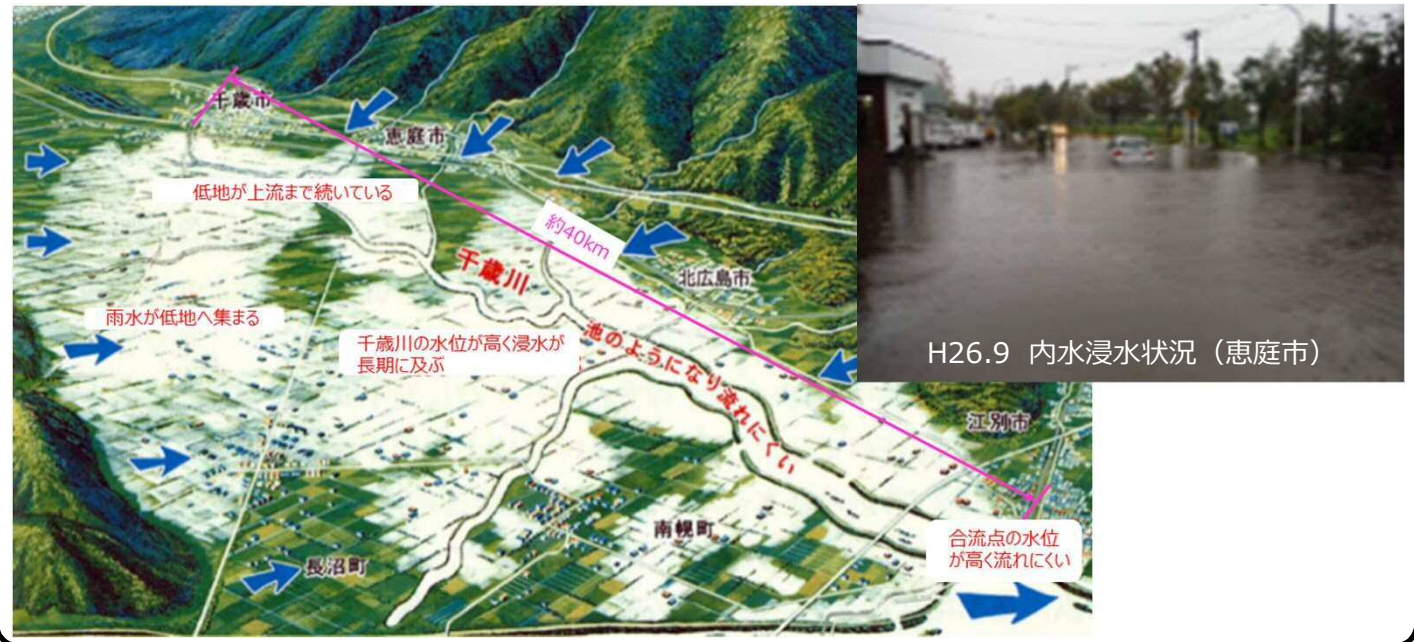 千歳市
恵庭市
低地が上流まで続いている
約40km
千歳川
北広島市
雨水が低地へ集まる
千歳川の水位が高く浸水が
長期に及ぶ
池のようになり流れにくい
H26.9 内水浸水状況（恵庭市）
江別市
南幌町
合流点の水位
が高く流れにくい
長沼町